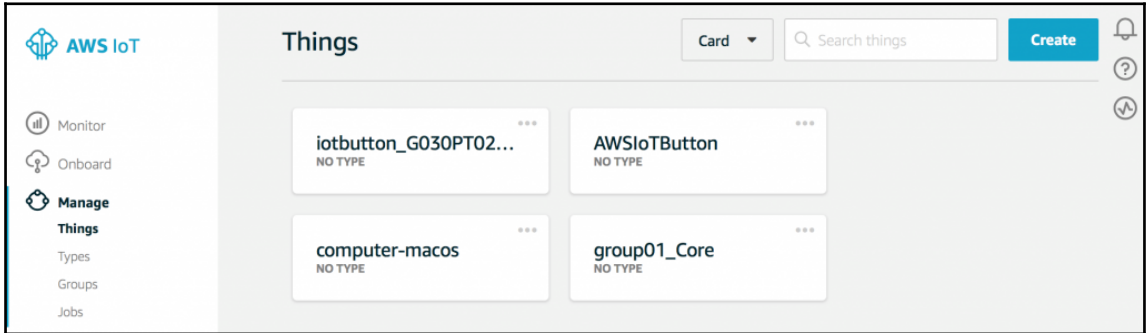 AWS IoT
Things
Card
Search things
Create
Monitor
Onboard
Manage
Things
Types
Groups
Jobs
iotbutton_G030PT02...
NO TYPE
AWSIoTButton
NO TYPE
computer-macos
NO TYPE
group01_Core
NO TYPE